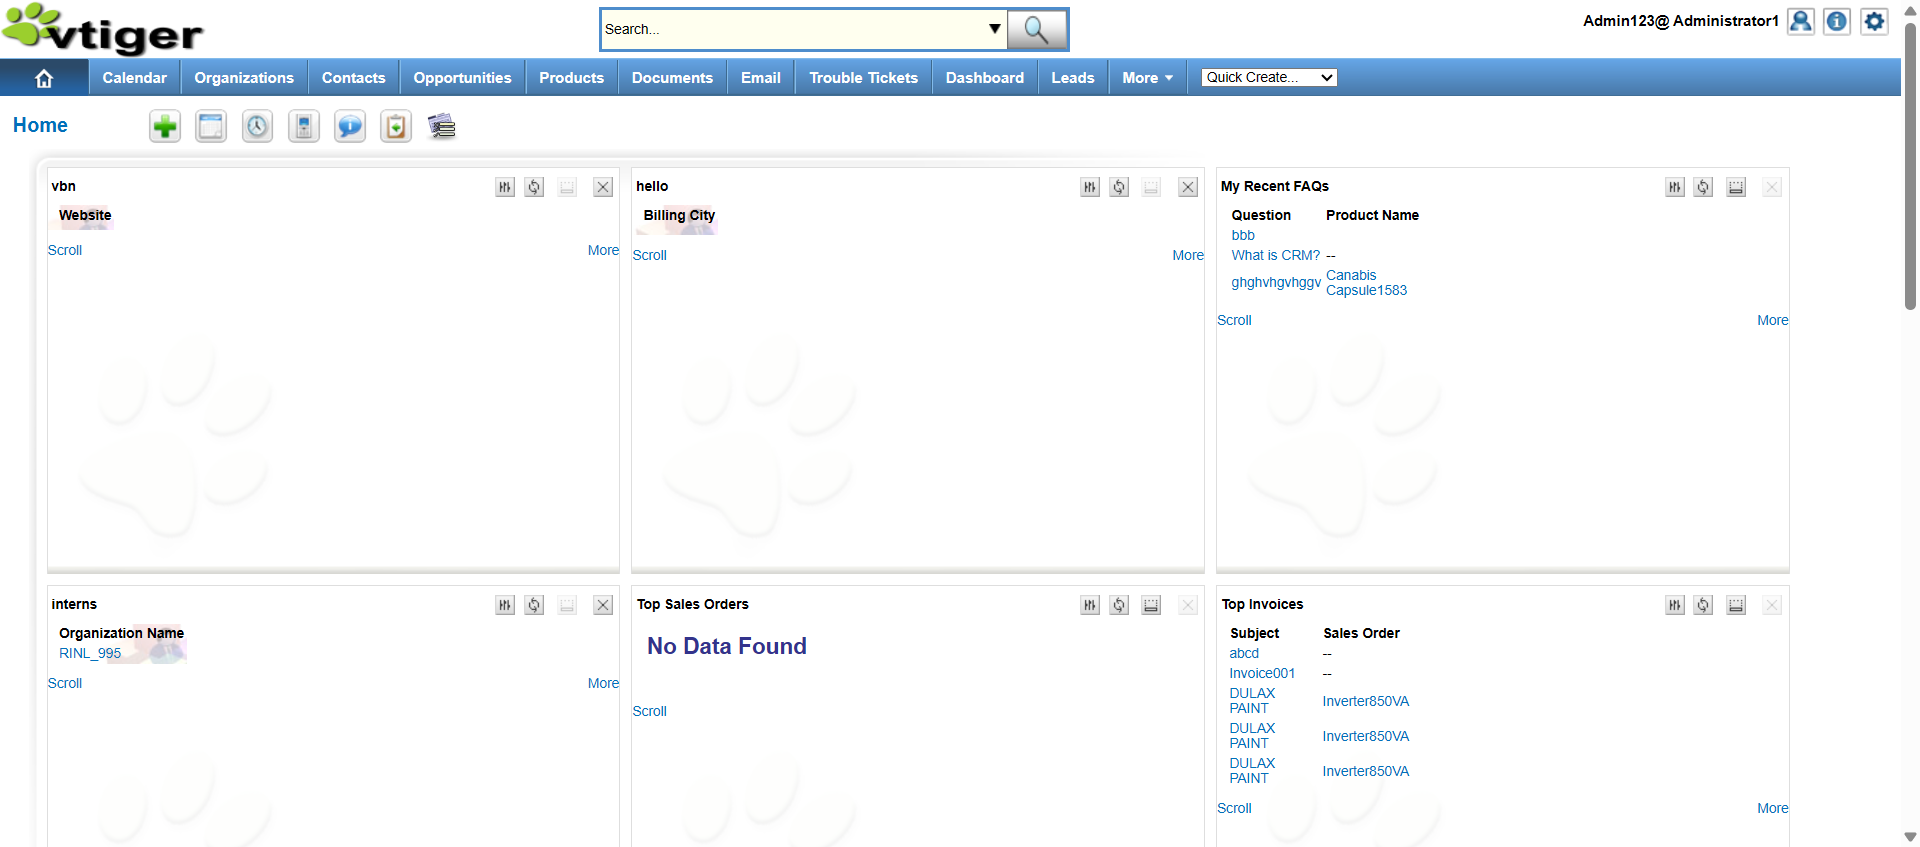 vtiger
Search...
Admin123@ Administrator1
Calendar
Organizations
Contacts
Opportunities
Products
Documents
Email
Trouble Tickets
Dashboard
Leads
More
Quick Create...
Home
vbn
Website
Scroll
More
hello
Billing City
Scroll
More
My Recent FAQs
Question Product Name
bbb
What is CRM? --
ghghvhgvhggv Canabis
Capsule1583
Scroll
More
interns
Organization Name
RINL_995
Scroll
More
Top Sales Orders
No Data Found
Scroll
Top Invoices
Subject Sales Order
abcd --
Invoice001 --
DULAX
PAINT Inverter850VA
DULAX
PAINT Inverter850VA
DULAX
PAINT Inverter850VA
Scroll
More